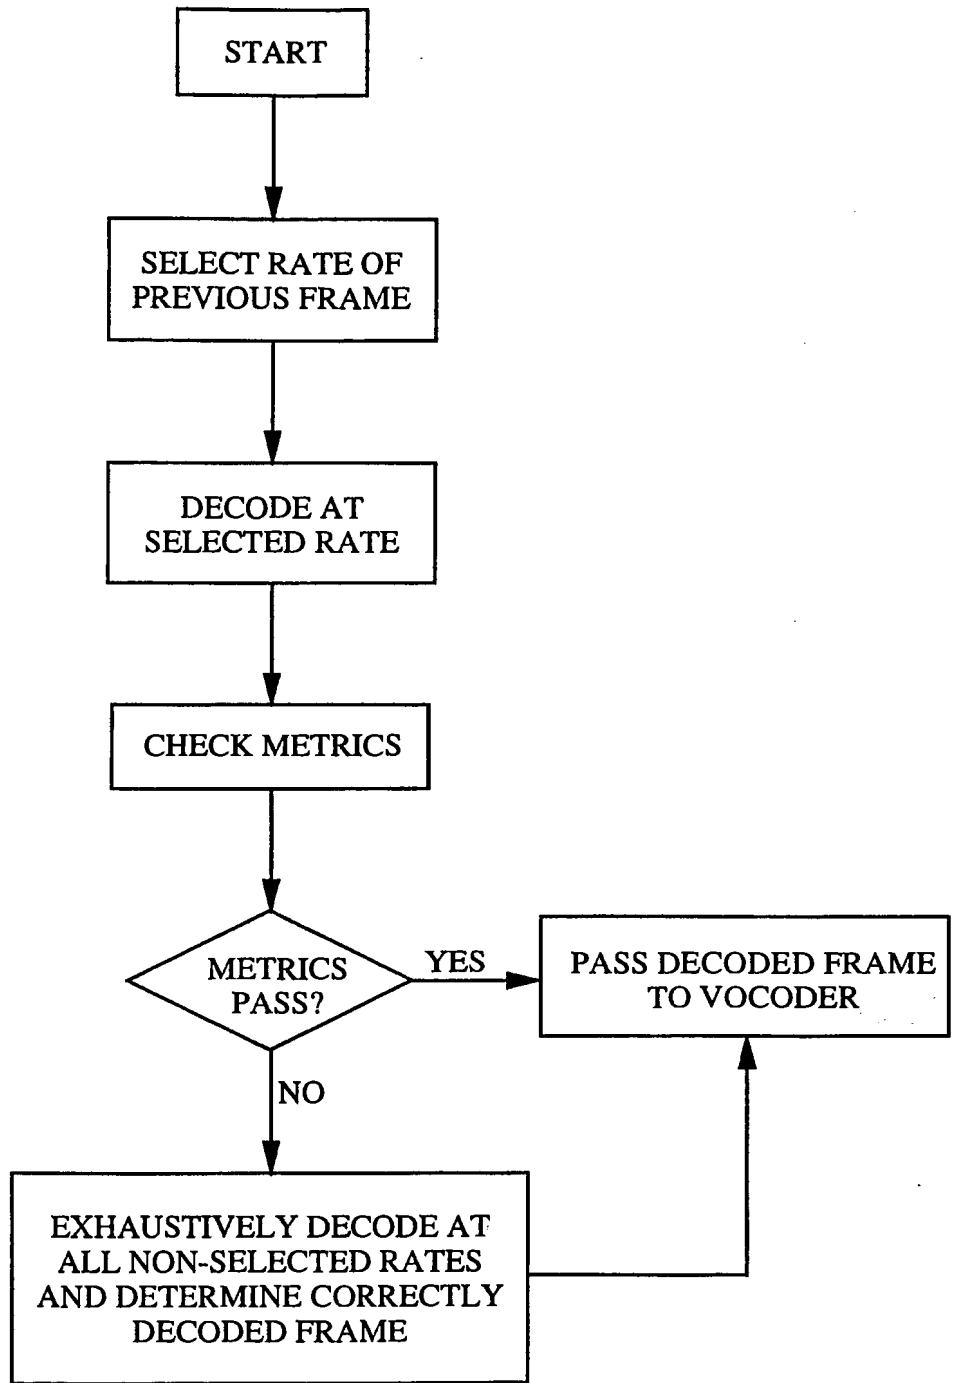 START
SELECT RATE OF
PREVIOUS FRAME
DECODE AT
SELECTED RATE
CHECK METRICS
METRICS
PASS?
YES
PASS DECODED FRAME
TO VOCODER
NO
EXHAUSTIVELY DECODE AT
ALL NON-SELECTED RATES
AND DETERMINE CORRECTLY
DECODED FRAME